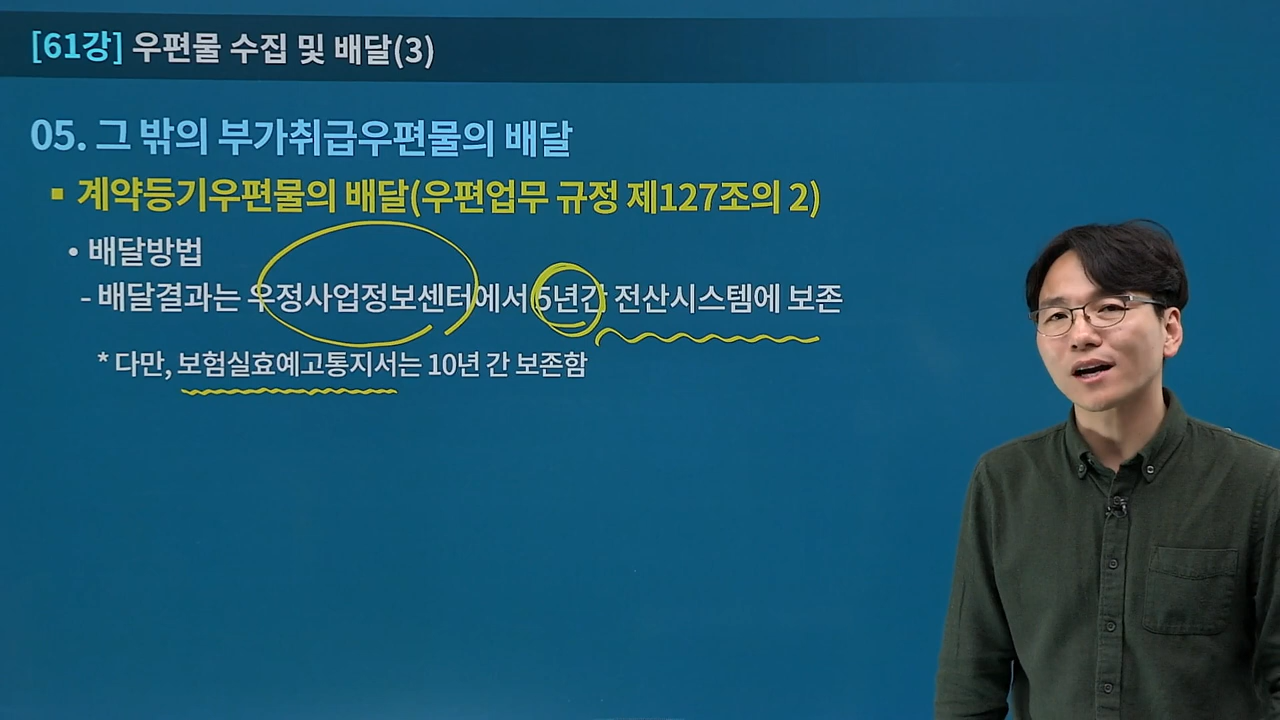 [61강] 우편물 수집 및 배달(3)
05. 그 밖의 부가취급우편물의 배달
▪ 계약등기우편물의 배달(우편업무 규정 제127조의 2)
• 배달방법
- 배달결과는 우정사업정보센터에서 5년간 전산시스템에 보존
* 다만, 보험실효예고통지서는 10년 간 보존함